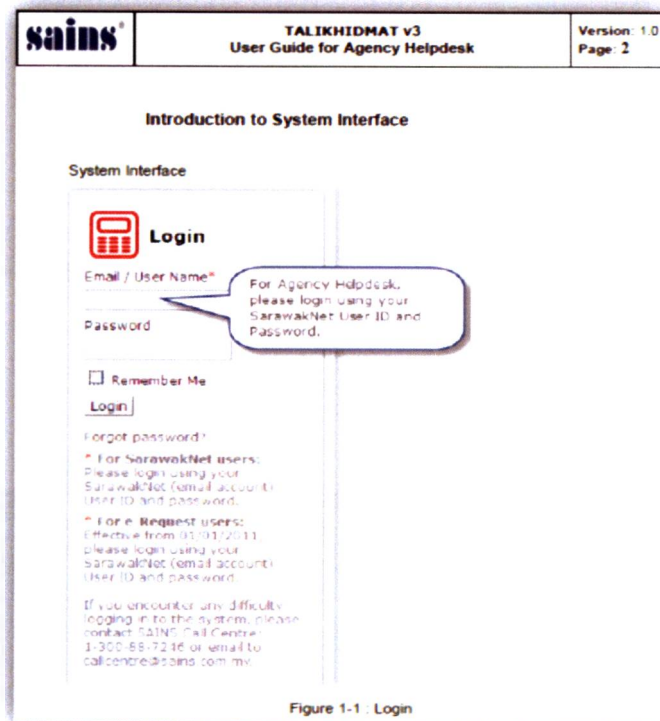 sains®
TALIKHIDMAT v3
User Guide for Agency Helpdesk
Version: 1.0
Page: 2
Introduction to System Interface
System Interface
Login
Email / User Name*
For Agency Helpdesk,
please login using your
SarawakNet User ID and
Password.
Password
Remember Me
Login
Forgot password?
* For SarawakNet users:
Please login using your
SarawakNet (email account)
User ID and password.
* For e-Request users:
Effective from 01/01/2011
please login using your
SarawakNet (email account)
User ID and password
If you encounter any difficulty
logging in to the system, please
contact SAINS Call Centre:
1-300-88-7246 or email to
callcentre@sains.com.my.
Figure 1-1 : Login